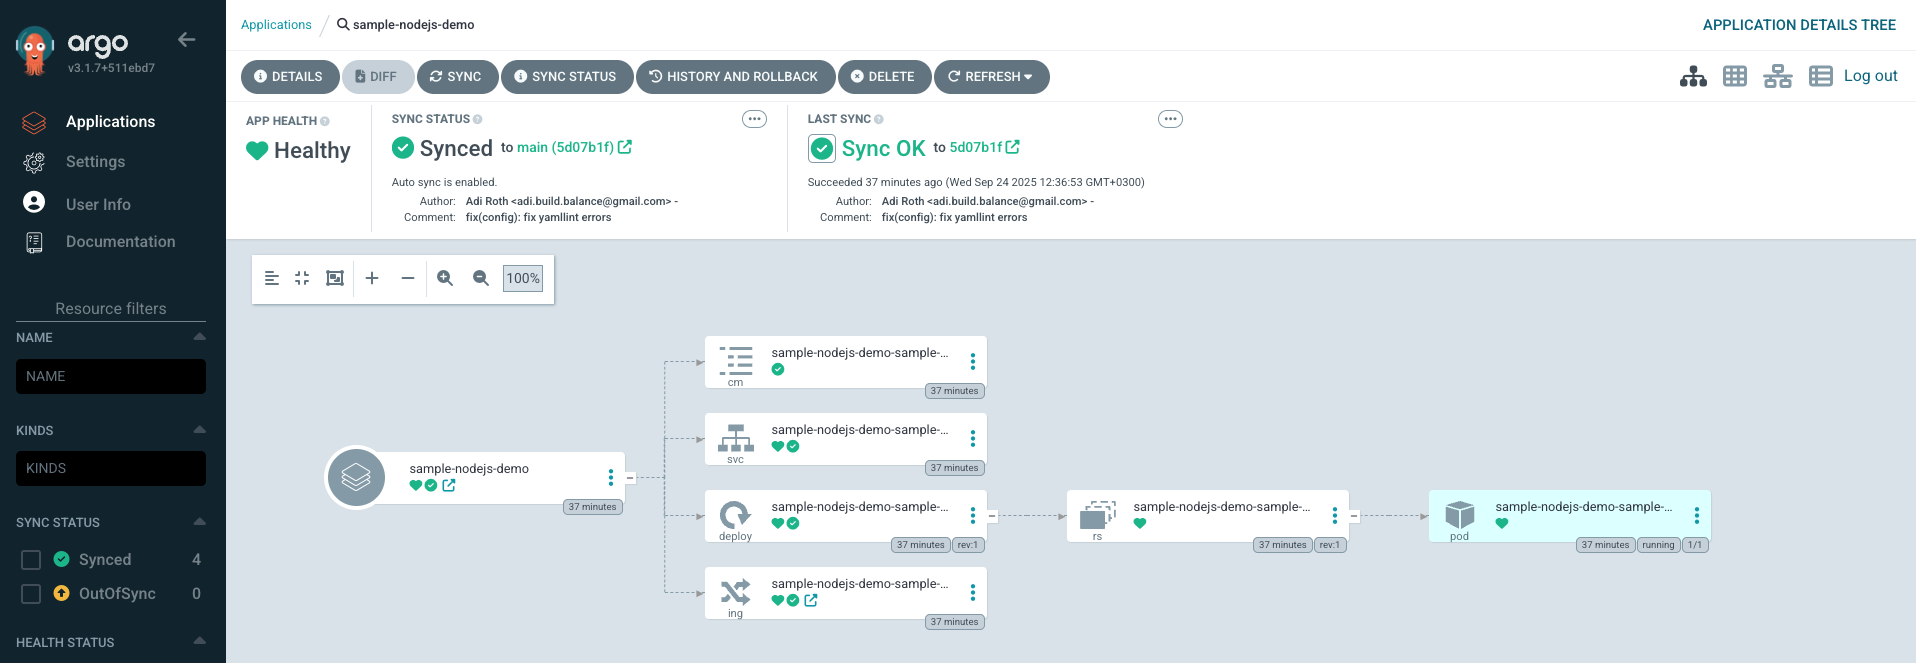 argo
v3.1.7+511ebd7
Applications
Settings
User Info
Documentation
Resource filters
NAME
NAME
KINDS
KINDS
SYNC STATUS
Synced 4
OutOfSync 0
HEALTH STATUS
Applications / sample-nodejs-demo
APPLICATION DETAILS TREE
DETAILS DIFF SYNC SYNC STATUS HISTORY AND ROLLBACK DELETE REFRESH
Log out
APP HEALTH
Healthy
SYNC STATUS
Synced to main (5d07b1f)
Auto sync is enabled.
Author: Adi Roth <adi.build.balance@gmail.com> -
Comment: fix(config): fix yamllint errors
LAST SYNC
Sync OK to 5d07b1f
Succeeded 37 minutes ago (Wed Sep 24 2025 12:36:53 GMT+0300)
Author: Adi Roth <adi.build.balance@gmail.com> -
Comment: fix(config): fix yamllint errors
100%
sample-nodejs-demo
37 minutes
sample-nodejs-demo-sample-...
cm
37 minutes
sample-nodejs-demo-sample-...
svc
37 minutes
sample-nodejs-demo-sample-...
deploy
37 minutes rev:1
sample-nodejs-demo-sample-...
ing
37 minutes
sample-nodejs-demo-sample-...
rs
37 minutes rev:1
sample-nodejs-demo-sample-...
pod
37 minutes running 1/1